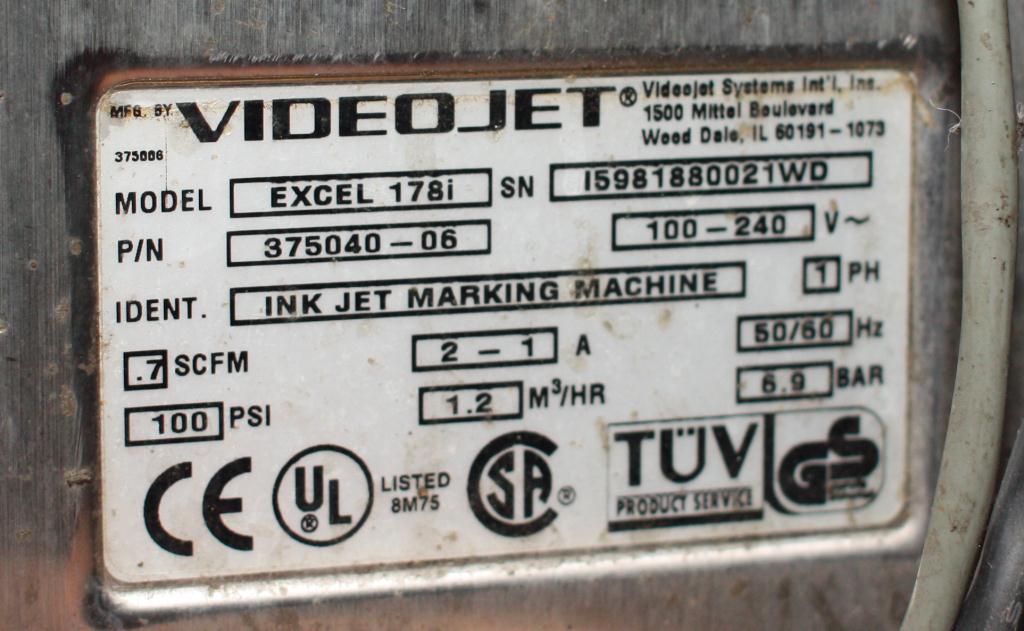 MFG. BY VIDEOJET® Videojet Systems Int'l, Inc.
1500 Mittel Boulevard
Wood Dale, IL 60191-1073
375006
MODEL EXCEL 178i SN I5981880021WD
P/N 375040-06 100-240 V~
IDENT. INK JET MARKING MACHINE 1 PH
.7 SCFM 2-1 A 50/60 Hz
100 PSI 1.2 M³/HR 6.9 BAR
CE UL® LISTED
8M75
SA® TÜV
PRODUCT SERVICE
GS